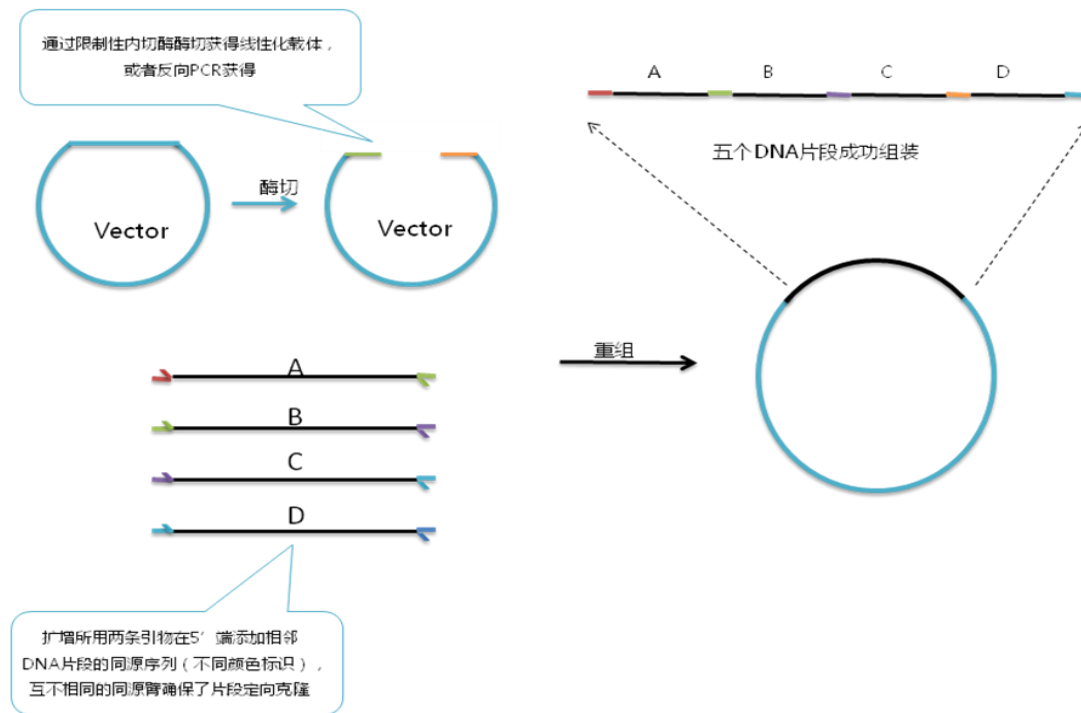 通过限制性内切酶酶切获得线性化载体，
或者反向PCR获得
A
B
C
D
五个DNA片段成功组装
酶切
Vector
Vector
重组
A
B
C
D
扩增所用两条引物在5’端添加相邻
DNA片段的同源序列（不同颜色标识），
互不相同的同源臂确保了片段定向克隆